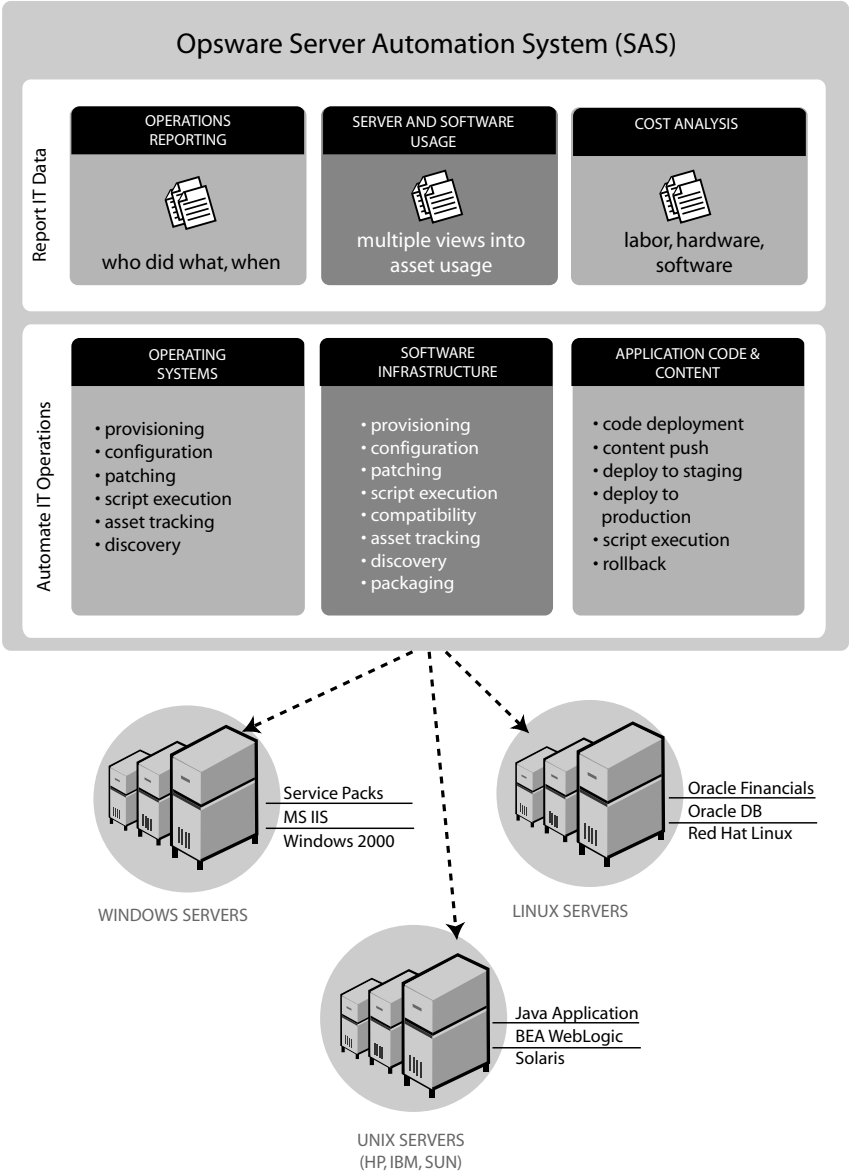 Opsware Server Automation System (SAS)
Report IT Data
OPERATIONS
REPORTING
who did what, when
SERVER AND SOFTWARE
USAGE
multiple views into
asset usage
COST ANALYSIS
labor, hardware,
software
Automate IT Operations
OPERATING
SYSTEMS
• provisioning
• configuration
• patching
• script execution
• asset tracking
• discovery
SOFTWARE
INFRASTRUCTURE
• provisioning
• configuration
• patching
• script execution
• compatibility
• asset tracking
• discovery
• packaging
APPLICATION CODE &
CONTENT
• code deployment
• content push
• deploy to staging
• deploy to
production
• script execution
• rollback
Service Packs
MS IIS
Windows 2000
WINDOWS SERVERS
Oracle Financials
Oracle DB
Red Hat Linux
LINUX SERVERS
Java Application
BEA WebLogic
Solaris
UNIX SERVERS
(HP, IBM, SUN)